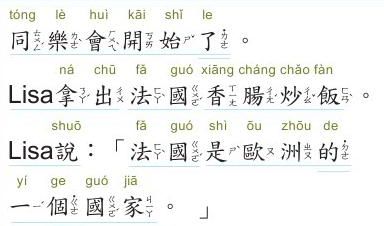 tóng lè huì kāi shǐ le
同樂會開始了。
ná chū fǎ guó xiāng cháng chǎo fàn
Lisa拿出法國香腸炒飯。
shuō fǎ guó shì ōu zhōu de
Lisa說：「法國是歐洲的
yí ge guó jiā
一個國家。」